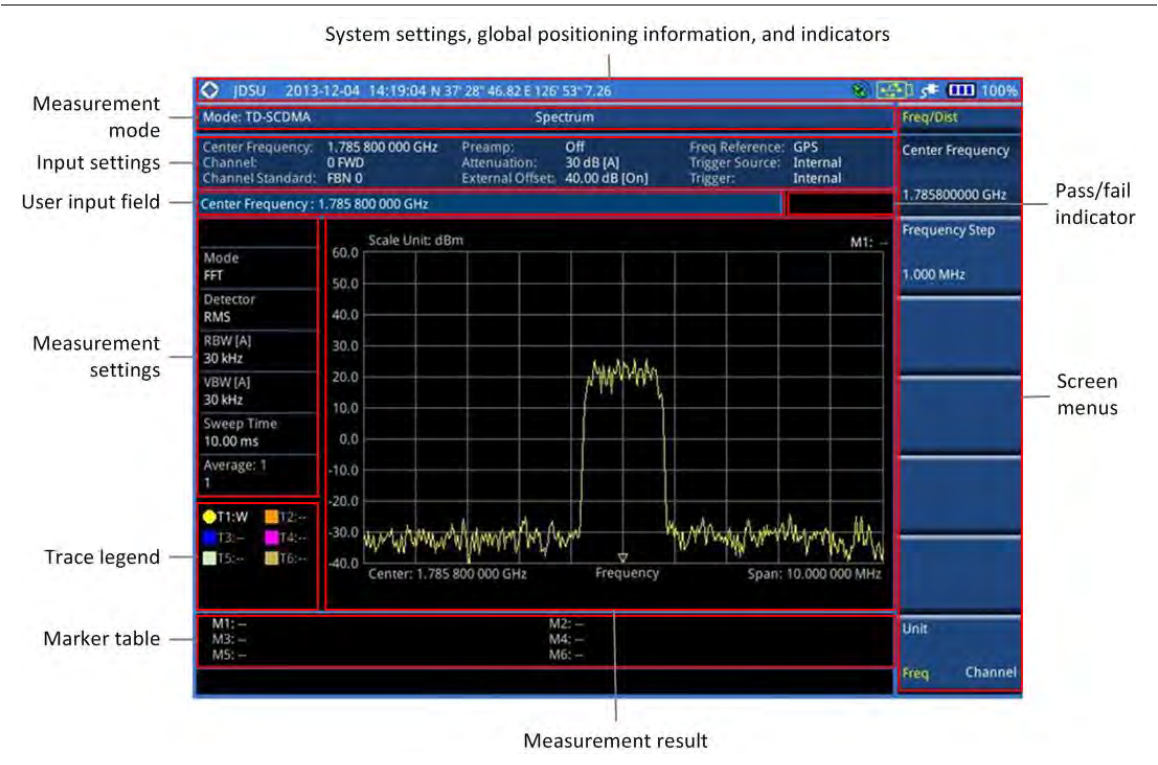 System settings, global positioning information, and indicators
JDSU 2013-12-04 14:19:04 N 37° 28" 46.82 E 126° 53" 7.26 100%
Measurement
mode
Mode: TD-SCDMA Spectrum
Freq/Dist
Input settings
Center Frequency: 1.785 800 000 GHz Preamp: Off Freq Reference: GPS
Channel: 0 FWD Attenuation: 30 dB [A] Trigger Source: Internal
Channel Standard: FBN 0 External Offset: 40.00 dB [On] Trigger: Internal
Center Frequency
1.785800000 GHz
User input field
Center Frequency : 1.785 800 000 GHz
Pass/fail
indicator
Frequency Step
1.000 MHz
Measurement
settings
Mode
FFT
Detector
RMS
RBW [A]
30 kHz
VBW [A]
30 kHz
Sweep Time
10.00 ms
Average: 1
1
Scale Unit: dBm M1: --
60.0
50.0
40.0
30.0
20.0
10.0
0.0
-10.0
-20.0
-30.0
-40.0
Center: 1.785 800 000 GHz Frequency Span: 10.000 000 MHz
Screen
menus
Trace legend
T1:W T2:--
T3:-- T4:--
T5:-- T6:--
Marker table
M1: -- M2: --
M3: -- M4: --
M5: -- M6: --
Unit
Freq Channel
Measurement result